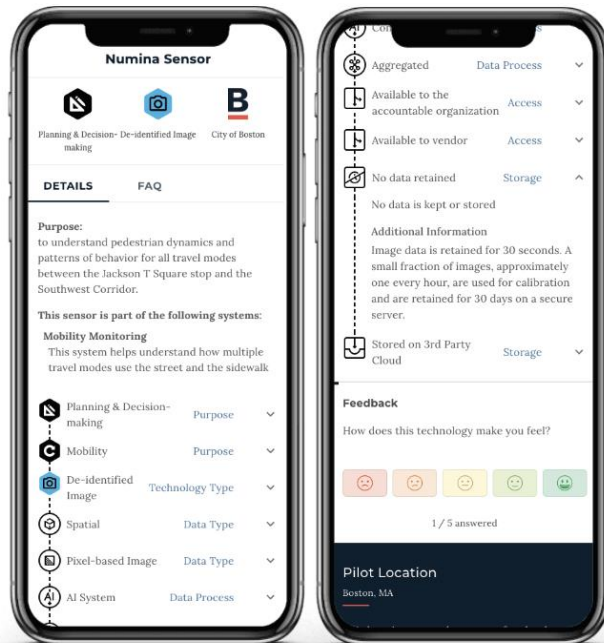 Numina Sensor
B
Planning & Decision-
making
De-identified Image
City of Boston
DETAILS
FAQ
Purpose:
to understand pedestrian dynamics and
patterns of behavior for all travel modes
between the Jackson T Square stop and the
Southwest Corridor.
This sensor is part of the following systems:
Mobility Monitoring
This system helps understand how multiple
travel modes use the street and the sidewalk
Planning & Decision-
making
Purpose
C
Mobility
Purpose
De-identified
Image
Technology Type
Spatial
Data Type
Pixel-based Image
Data Type
AI
AI System
Data Process
Aggregated
Data Process
Available to the
accountable organization
Access
Available to vendor
Access
No data retained
Storage
No data is kept or stored
Additional Information
Image data is retained for 30 seconds. A
small fraction of images, approximately
one every hour, are used for calibration
and are retained for 30 days on a secure
server.
Stored on 3rd Party
Cloud
Storage
Feedback
How does this technology make you feel?
1 / 5 answered
Pilot Location
Boston, MA